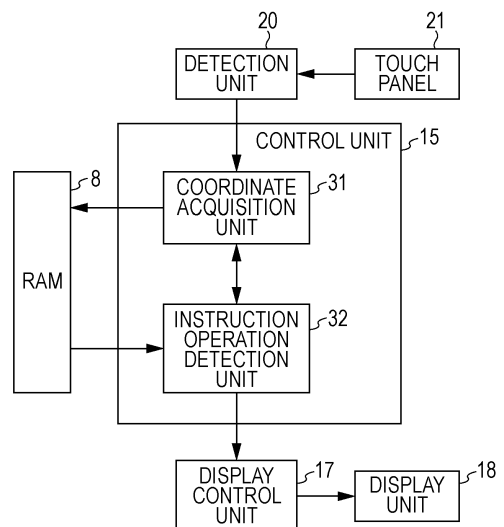 20
21
DETECTION
UNIT
TOUCH
PANEL
CONTROL UNIT
15
8
COORDINATE
ACQUISITION
UNIT
31
RAM
INSTRUCTION
OPERATION
DETECTION
UNIT
32
DISPLAY
CONTROL
UNIT
17
DISPLAY
UNIT
18